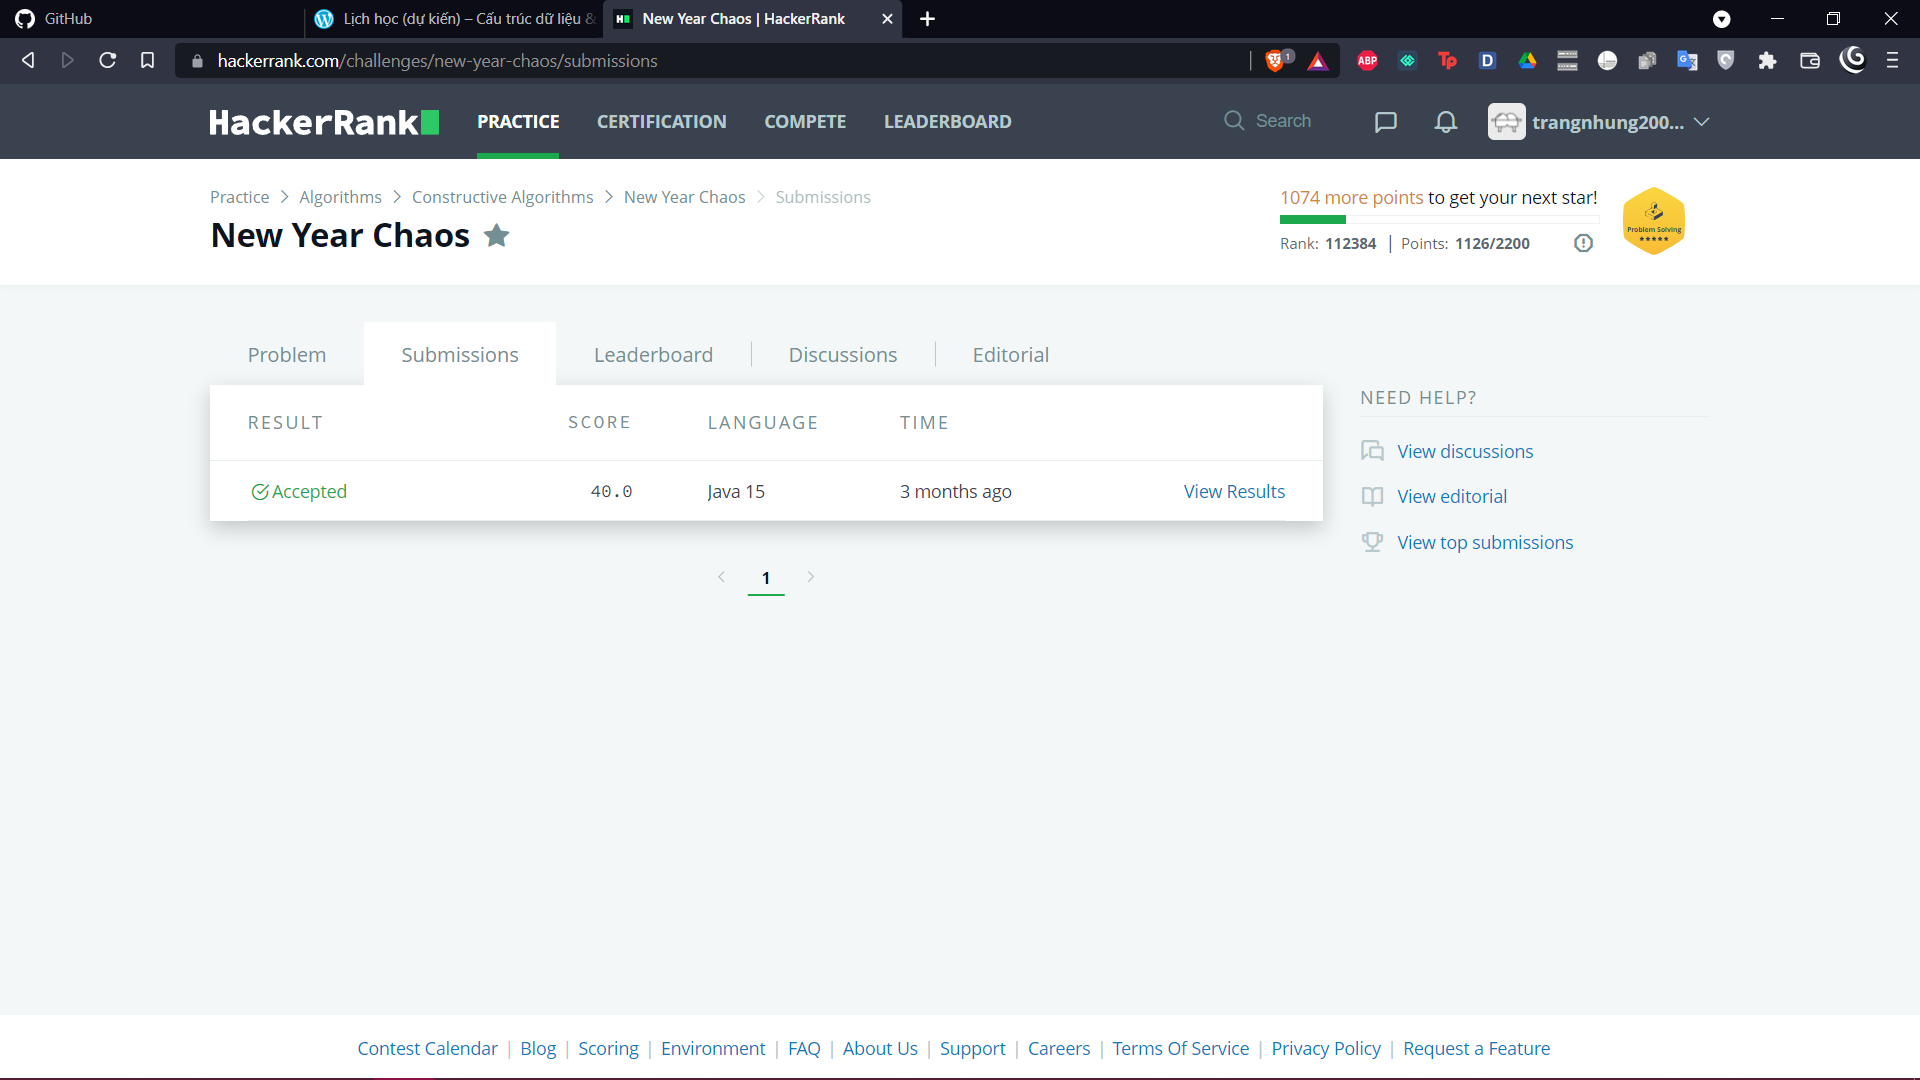 GitHub
Lịch học (dự kiến) – Cấu trúc dữ liệu &
New Year Chaos | HackerRank
hackerrank.com/challenges/new-year-chaos/submissions
1
ABP
Tp
D
HackerRank
PRACTICE
CERTIFICATION
COMPETE
LEADERBOARD
Search
trangnhung200...
Practice > Algorithms > Constructive Algorithms > New Year Chaos > Submissions
New Year Chaos
1074 more points to get your next star!
Rank: 112384 | Points: 1126/2200
Problem Solving
Problem
Submissions
Leaderboard
Discussions
Editorial
RESULT SCORE LANGUAGE TIME
Accepted 40.0 Java 15 3 months ago View Results
1
NEED HELP?
View discussions
View editorial
View top submissions
Contest Calendar | Blog | Scoring | Environment | FAQ | About Us | Support | Careers | Terms Of Service | Privacy Policy | Request a Feature